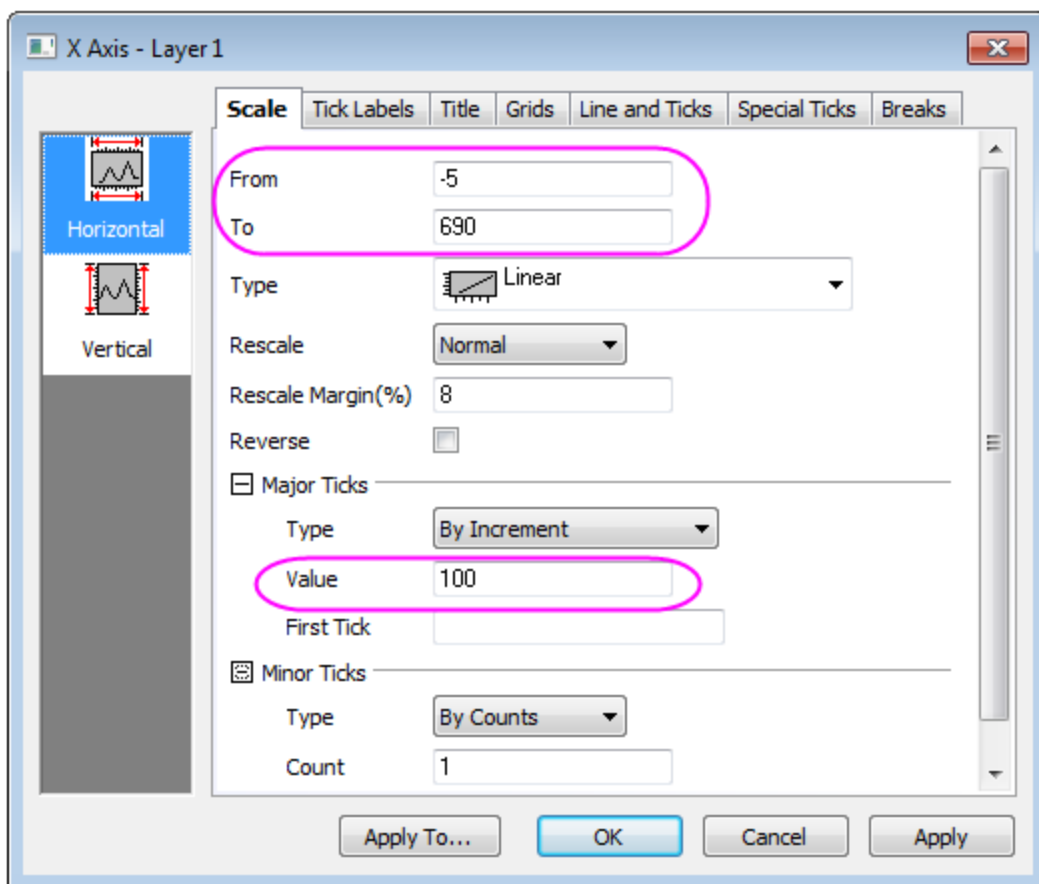 X Axis - Layer 1
Scale Tick Labels Title Grids Line and Ticks Special Ticks Breaks
Horizontal
Vertical
From -5
To 690
Type Linear
Rescale Normal
Rescale Margin(%) 8
Reverse
Major Ticks
Type By Increment
Value 100
First Tick
Minor Ticks
Type By Counts
Count 1
Apply To... OK Cancel Apply